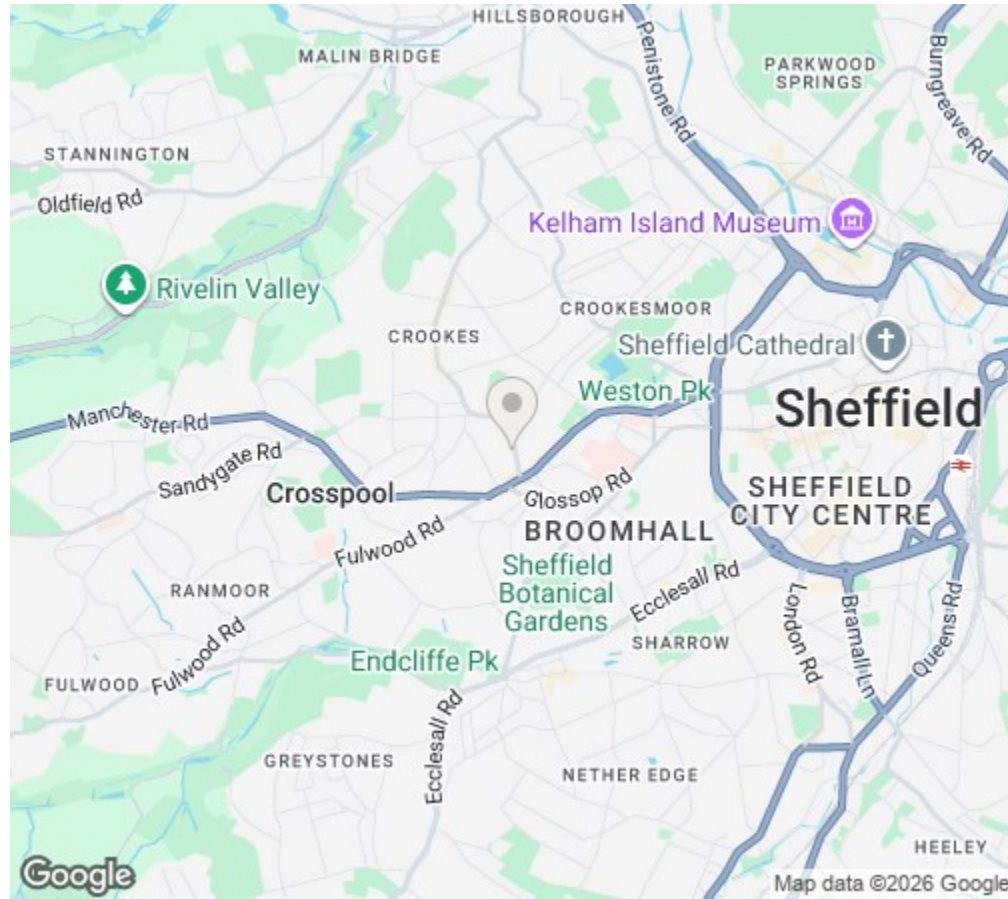 HILLSBOROUGH
MALIN BRIDGE
Penistone Rd
PARKWOOD
SPRINGS
Burngreave Rd
STANNINGTON
Oldfield Rd
Kelham Island Museum
Rivelin Valley
CROOKESMOOR
CROOKES
Sheffield Cathedral
Weston Pk
Manchester Rd
Sheffield
Sandygate Rd
Crosspool
Glossop Rd
SHEFFIELD
CITY CENTRE
Fulwood Rd
BROOMHALL
Sheffield
Botanical
Gardens
Ecclesall Rd
RANMOOR
London Rd
Bramall Ln
Queens Rd
SHARROW
Fulwood Rd
Endcliffe Pk
FULWOOD
Ecclesall Rd
GREYSTONES
NETHER EDGE
HEELEY
Google
Map data ©2026 Google